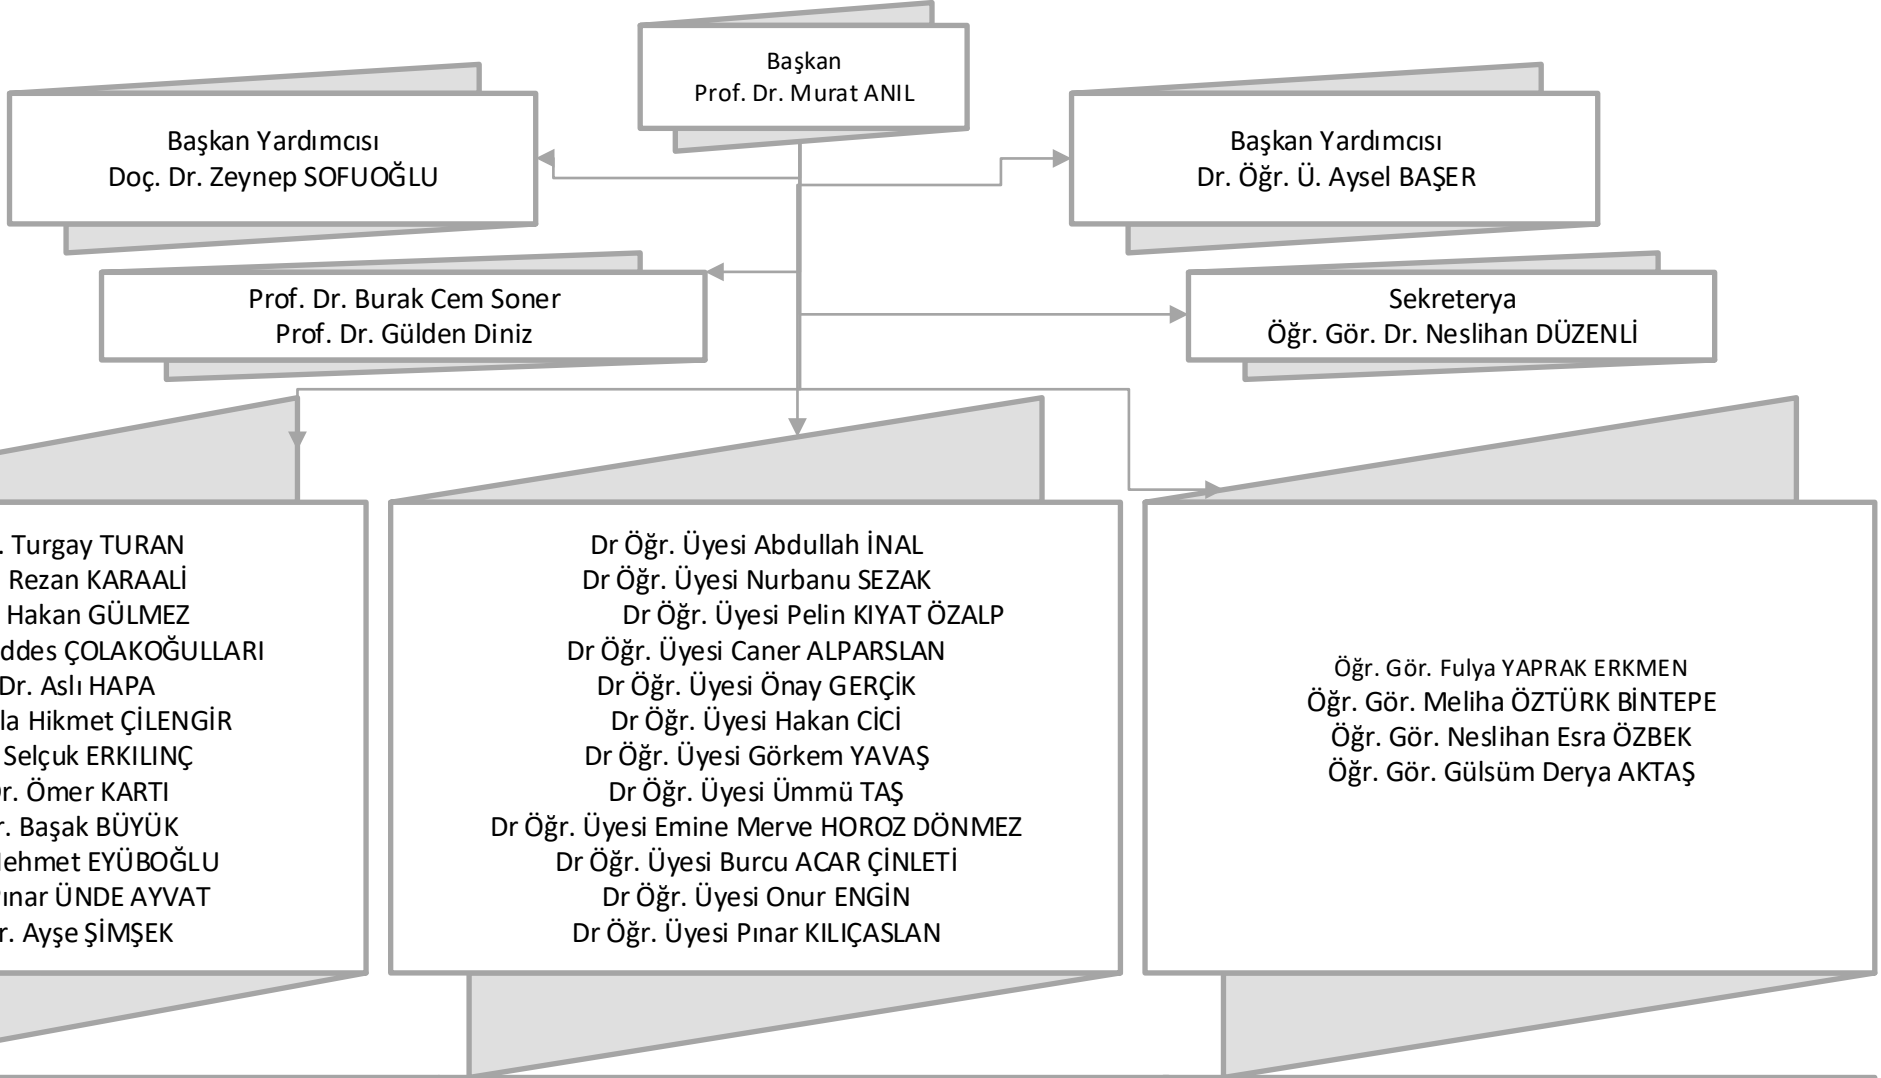 Başkan
Prof. Dr. Murat ANIL
Başkan Yardımcısı
Doç. Dr. Zeynep SOFUOĞLU
Başkan Yardımcısı
Dr. Öğr. Ü. Aysel BAŞER
Prof. Dr. Burak Cem Soner
Prof. Dr. Gülden Diniz
Sekreterya
Öğr. Gör. Dr. Neslihan DÜZENLİ
Turgay TURAN
Rezan KARAALİ
Hakan GÜLMEZ
ÇOLAKOĞULLARI
Dr. Aslı HAPA
Hikmet ÇİLENGİR
Selçuk ERKILINÇ
Ömer KARTI
Başak BÜYÜK
EYÜBOĞLU
ÜNDE AYVAT
Ayşe ŞİMŞEK
Dr Öğr. Üyesi Abdullah İNAL
Dr Öğr. Üyesi Nurbanu SEZAK
Dr Öğr. Üyesi Pelin KIYAT ÖZALP
Dr Öğr. Üyesi Caner ALPARSLAN
Dr Öğr. Üyesi Önay GERÇİK
Dr Öğr. Üyesi Hakan CİCİ
Dr Öğr. Üyesi Görkem YAVAŞ
Dr Öğr. Üyesi Ümmü TAŞ
Dr Öğr. Üyesi Emine Merve HOROZ DÖNMEZ
Dr Öğr. Üyesi Burcu ACAR ÇİNLETİ
Dr Öğr. Üyesi Onur ENGİN
Dr Öğr. Üyesi Pınar KILIÇASLAN
Öğr. Gör. Fulya YAPRAK ERKMEN
Öğr. Gör. Meliha ÖZTÜRK BİNTEPE
Öğr. Gör. Neslihan Esra ÖZBEK
Öğr. Gör. Gülsüm Derya AKTAŞ